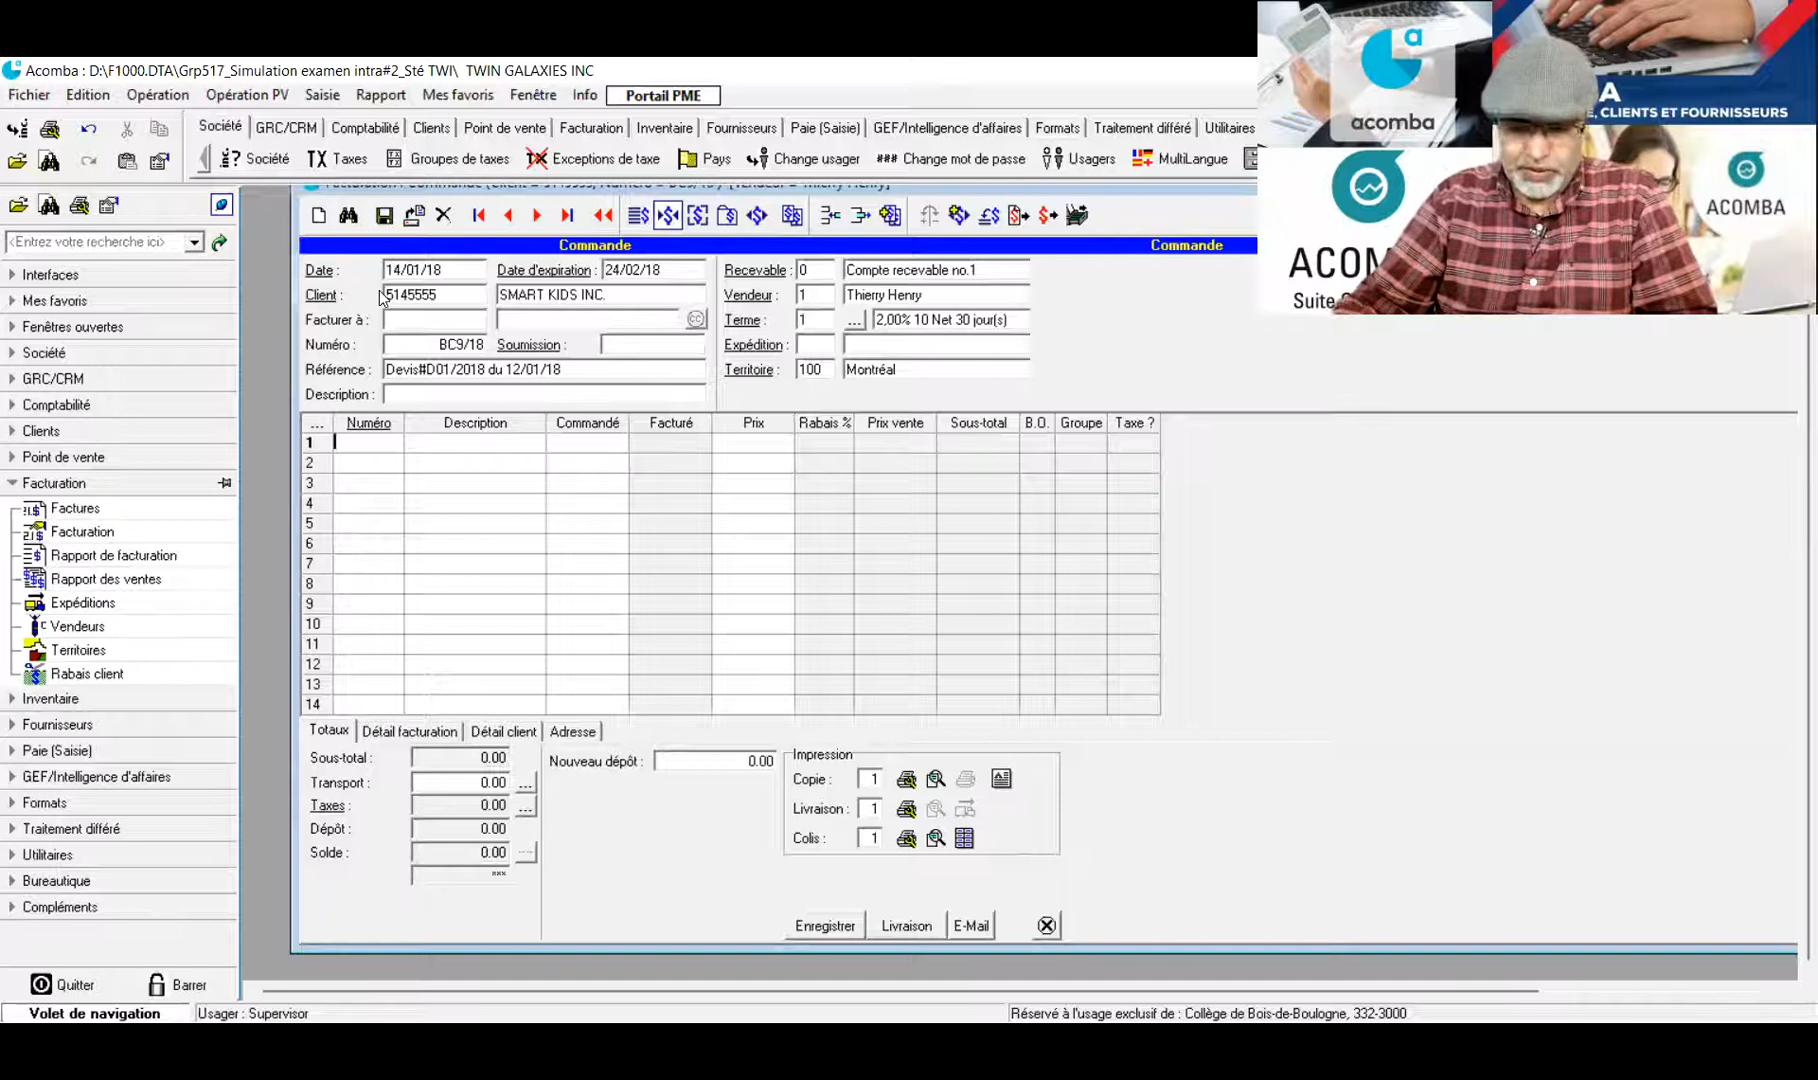 Acomba : D:\F1000.DTA\Grp517_Simulation examen intra#2_Sté TWI\ TWIN GALAXIES INC
Fichier Edition Opération Opération PV Saisie Rapport Mes favoris Fenêtre Info Portail PME
Société GRC/CRM Comptabilité Clients Point de vente Facturation Inventaire Fournisseurs Paie (Saisie) GEF/Intelligence d'affaires Formats Traitement différé Utilitaires
Société TX Taxes Groupes de taxes Exceptions de taxe Pays Change usager ### Change mot de passe Usagers MultiLangue
acomba
A
E, CLIENTS ET FOURNISSEURS
ACOMBA
ACOM
Suite
<Entrez votre recherche ici>
Interfaces
Mes favoris
Fenêtres ouvertes
Société
GRC/CRM
Comptabilité
Clients
Point de vente
Facturation
Factures
Facturation
Rapport de facturation
Rapport des ventes
Expéditions
Vendeurs
Territoires
Rabais client
Inventaire
Fournisseurs
Paie (Saisie)
GEF/Intelligence d'affaires
Formats
Traitement différé
Utilitaires
Bureautique
Compléments
Quitter Barrer
Volet de navigation
Commande Commande
Date : 14/01/18 Date d'expiration : 24/02/18 Recevable : 0 Compte recevable no.1
Client : 5145555 SMART KIDS INC. Vendeur : 1 Thierry Henry
Facturer à : Terme : 1 ... 2,00% 10 Net 30 jour(s)
Numéro : BC9/18 Soumission : Expédition :
Référence : Devis#D01/2018 du 12/01/18 Territoire : 100 Montréal
Description :
... Numéro Description Commandé Facturé Prix Rabais % Prix vente Sous-total B.O. Groupe Taxe ?
1
2
3
4
5
6
7
8
9
10
11
12
13
14
Totaux Détail facturation Détail client Adresse
Sous-total : 0.00 Nouveau dépôt : 0.00
Transport : 0.00 ...
Taxes : 0.00 ...
Dépôt : 0.00
Solde : 0.00 ...
***
Impression
Copie : 1
Livraison : 1
Colis : 1
Enregistrer Livraison E-Mail
Usager : Supervisor Réservé à l'usage exclusif de : Collège de Bois-de-Boulogne, 332-3000